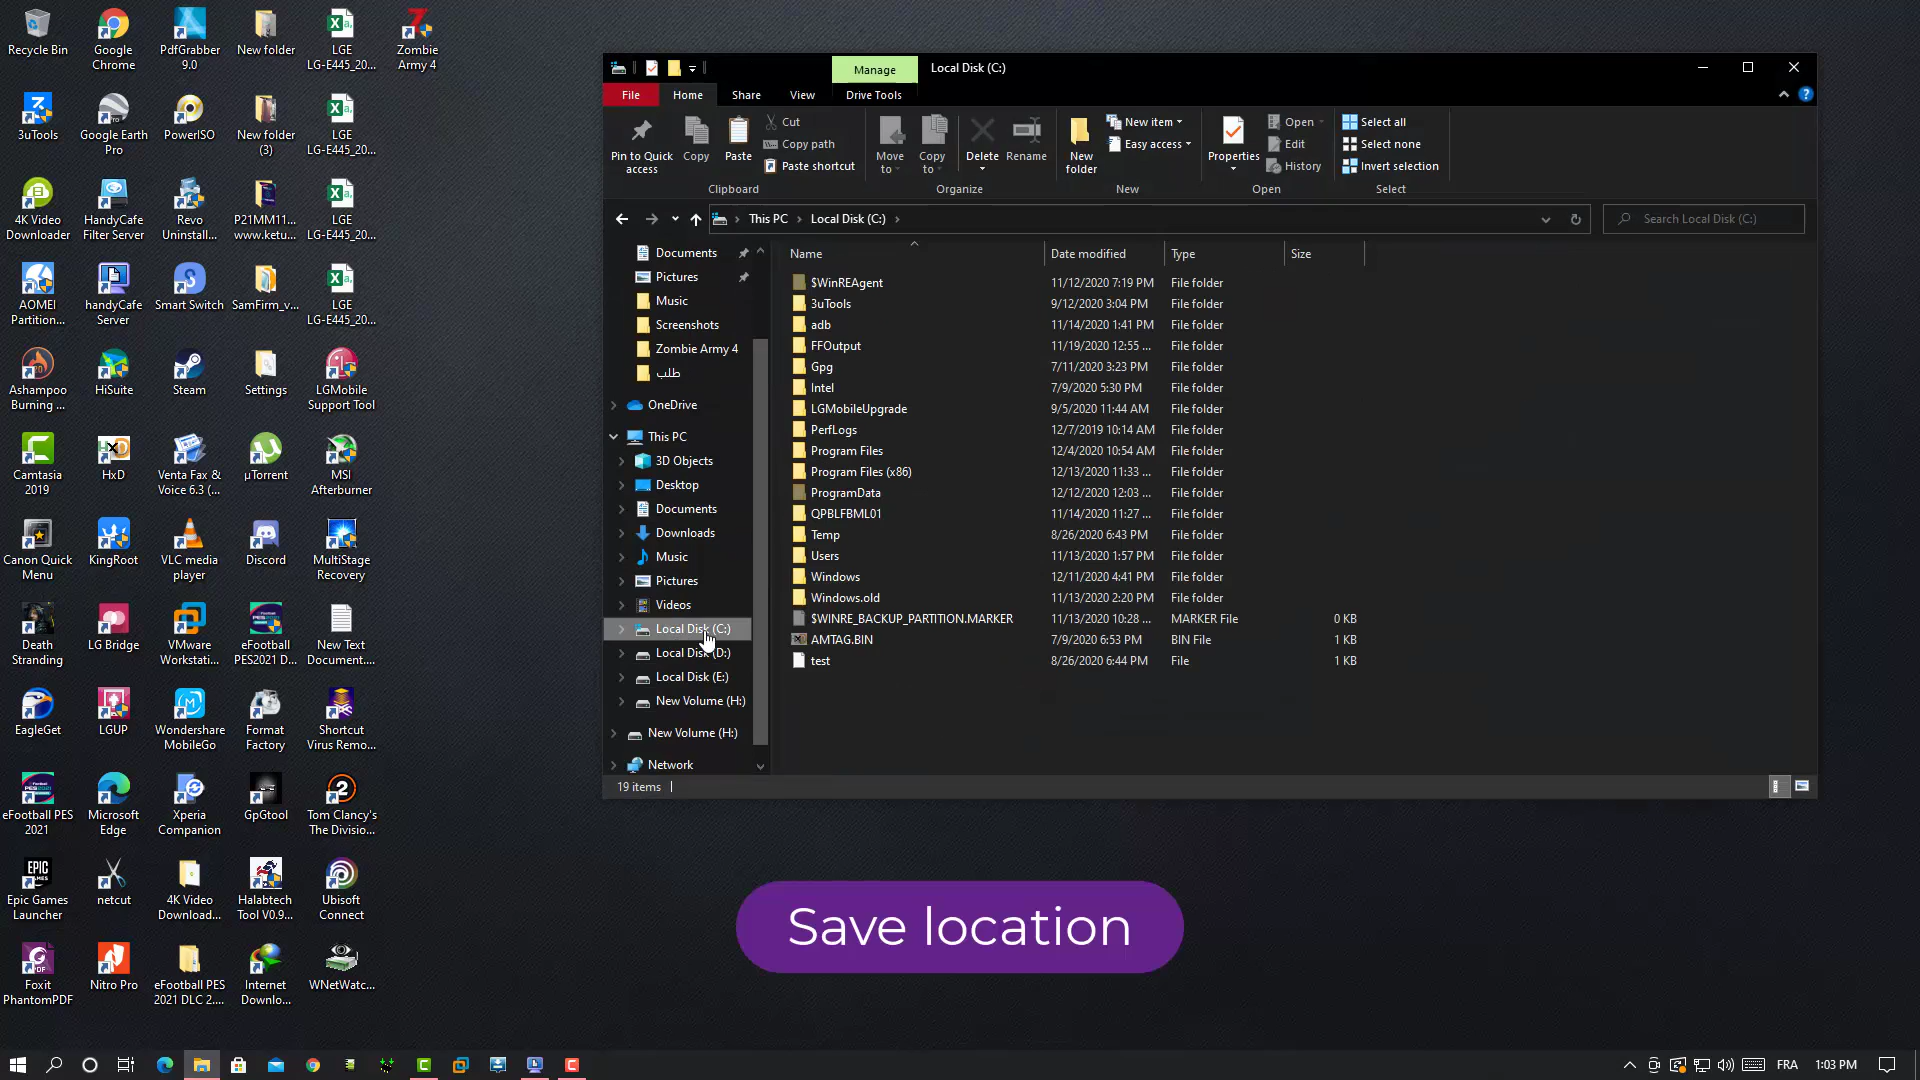 Recycle Bin
Google
Chrome
PdfGrabber
9.0
New folder
LGE
LG-E445_20...
Zombie
Army 4
3uTools
Google Earth
Pro
PowerISO
New folder
(3)
LGE
LG-E445_20...
4K Video
Downloader
HandyCafe
Filter Server
Revo
Uninstall...
P21MM11...
www.ketu...
LGE
LG-E445_20...
AOMEI
Partition...
handyCafe
Server
Smart Switch
SamFirm_v...
LGE
LG-E445_20...
Ashampoo
Burning ...
HiSuite
Steam
Settings
LGMobile
Support Tool
Camtasia
2019
HxD
Venta Fax &
Voice 6.3 (...
µTorrent
MSI
Afterburner
Canon Quick
Menu
KingRoot
VLC media
player
Discord
MultiStage
Recovery
Death
Stranding
LG Bridge
VMware
Workstati...
eFootball
PES2021 D...
New Text
Document....
EagleGet
LGUP
Wondershare
MobileGo
Format
Factory
Shortcut
Virus Remo...
eFootball PES
2021
Microsoft
Edge
Xperia
Companion
GpGtool
Tom Clancy's
The Divisio...
Epic Games
Launcher
netcut
4K Video
Download...
Halabtech
Tool V0.9...
Ubisoft
Connect
Foxit
PhantomPDF
Nitro Pro
eFootball PES
2021 DLC 2....
Internet
Downlo...
WNetWatc...
Manage
Local Disk (C:)
File
Home
Share
View
Drive Tools
Pin to Quick
access
Copy
Paste
Cut
Copy path
Paste shortcut
Clipboard
Move
to
Copy
to
Delete
Rename
Organize
New
folder
New item
Easy access
New
Properties
Open
Edit
History
Open
Select all
Select none
Invert selection
Select
This PC
Local Disk (C:)
Search Local Disk (C:)
Documents
Pictures
Music
Screenshots
Zombie Army 4
طلب
OneDrive
This PC
3D Objects
Desktop
Documents
Downloads
Music
Pictures
Videos
Local Disk (C:)
Local Disk (D:)
Local Disk (E:)
New Volume (H:)
New Volume (H:)
Network
Name Date modified Type Size
$WinREAgent 11/12/2020 7:19 PM File folder
3uTools 9/12/2020 3:04 PM File folder
adb 11/14/2020 1:41 PM File folder
FFOutput 11/19/2020 12:55 ... File folder
Gpg 7/11/2020 3:23 PM File folder
Intel 7/9/2020 5:30 PM File folder
LGMobileUpgrade 9/5/2020 11:44 AM File folder
PerfLogs 12/7/2019 10:14 AM File folder
Program Files 12/4/2020 10:54 AM File folder
Program Files (x86) 12/13/2020 11:33 ... File folder
ProgramData 12/12/2020 12:03 ... File folder
QPBLFBML01 11/14/2020 11:27 ... File folder
Temp 8/26/2020 6:43 PM File folder
Users 11/13/2020 1:57 PM File folder
Windows 12/11/2020 4:41 PM File folder
Windows.old 11/13/2020 2:20 PM File folder
$WINRE_BACKUP_PARTITION.MARKER 11/13/2020 10:28 ... MARKER File 0 KB
AMTAG.BIN 7/9/2020 6:53 PM BIN File 1 KB
test 8/26/2020 6:44 PM File 1 KB
19 items
Save location
FRA
1:03 PM